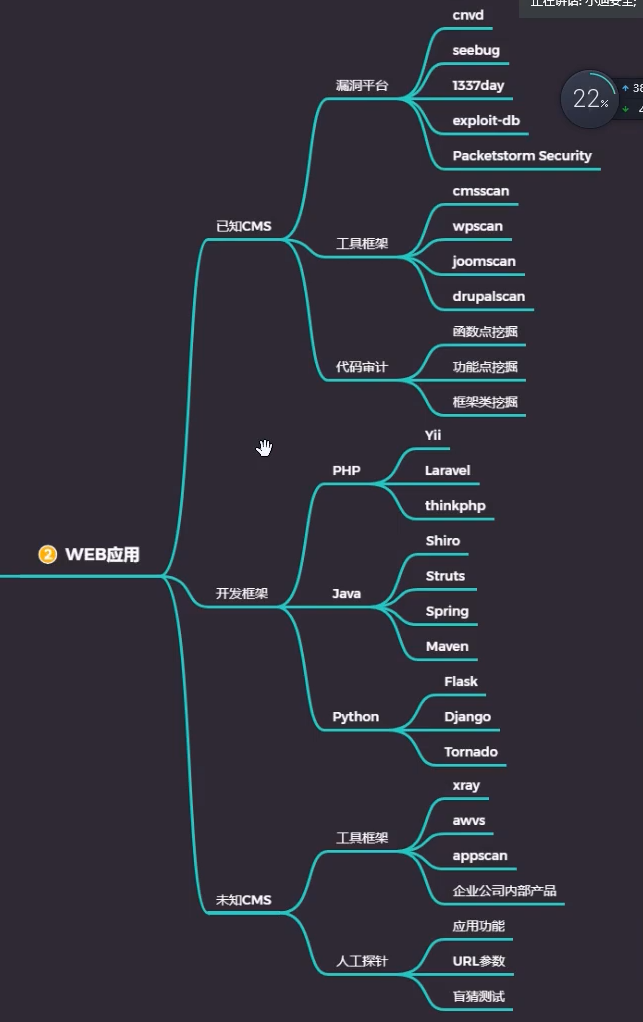 正在讲话: 小迪安全;
cnvd
seebug
漏洞平台
1337day
22%
exploit-db
Packetstorm Security
cmsscan
已知CMS
wpscan
工具框架
joomscan
drupalscan
函数点挖掘
代码审计
功能点挖掘
框架类挖掘
Yii
PHP
Laravel
thinkphp
Shiro
2 WEB应用
Struts
开发框架
Java
Spring
Maven
Flask
Python
Django
Tornado
xray
awvs
工具框架
appscan
企业公司内部产品
未知CMS
应用功能
人工探针
URL参数
盲猜测试